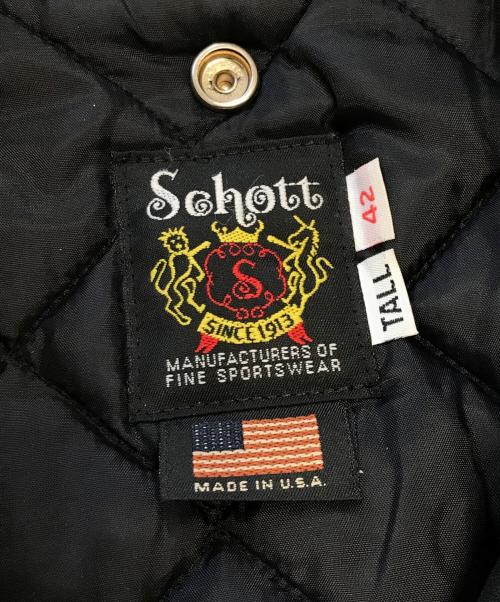 Schott
42
S
SINCE 1913
TALL
MANUFACTURERS OF
FINE SPORTSWEAR
MADE IN U.S.A.